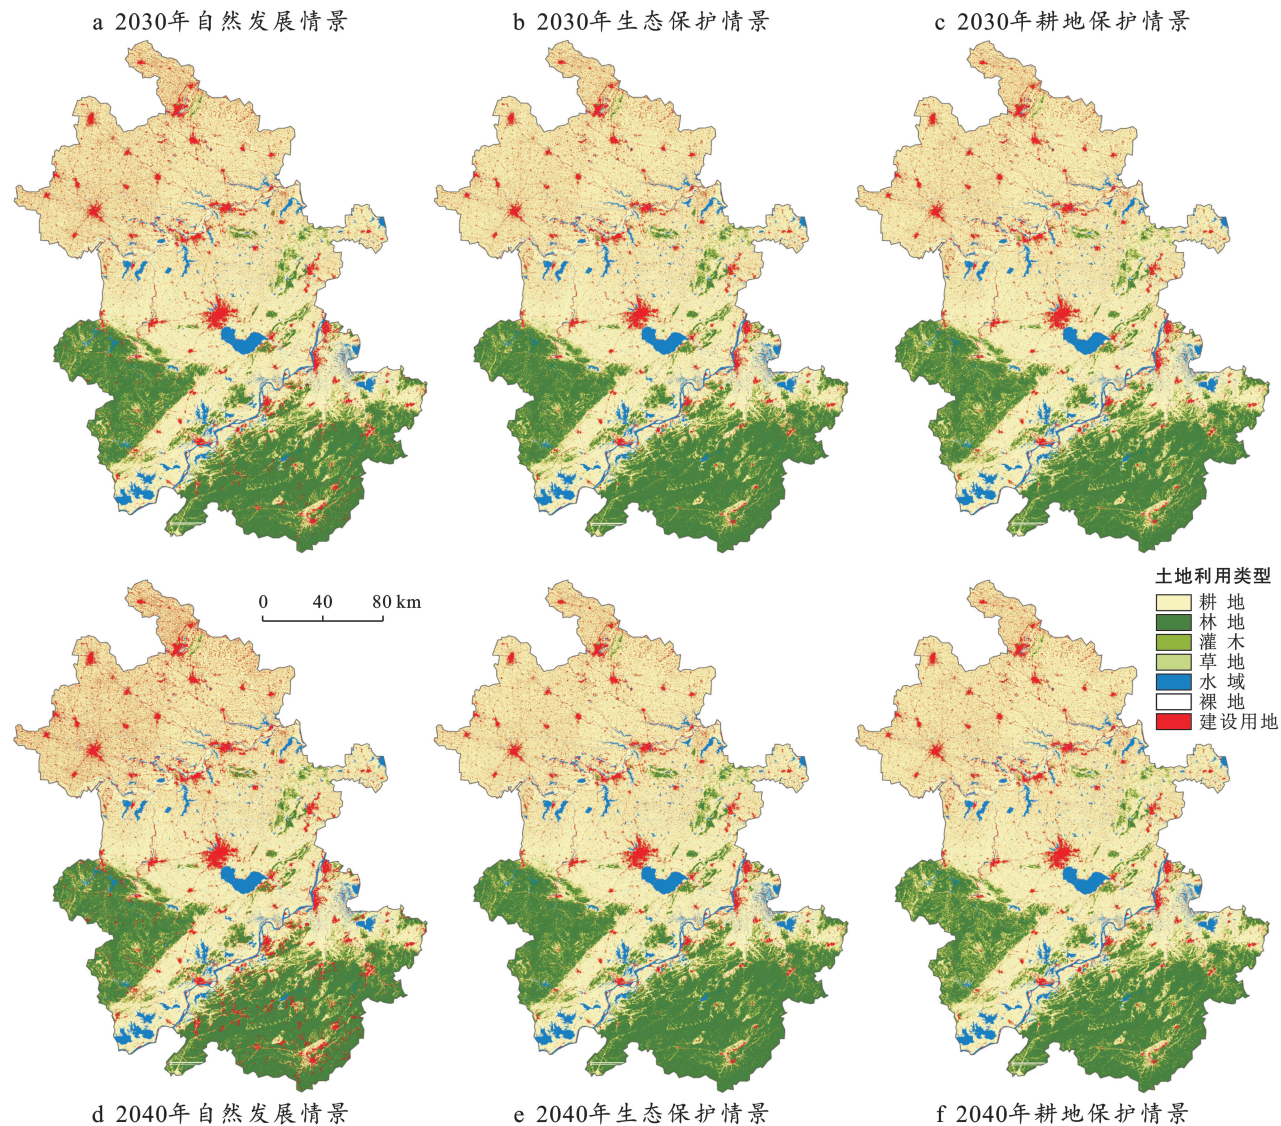 a 2030年自然发展情景
b 2030年生态保护情景
c 2030年耕地保护情景
0 40 80 km
土地利用类型
耕 地
林 地
灌 木
草 地
水 域
裸 地
建设用地
d 2040年自然发展情景
e 2040年生态保护情景
f 2040年耕地保护情景